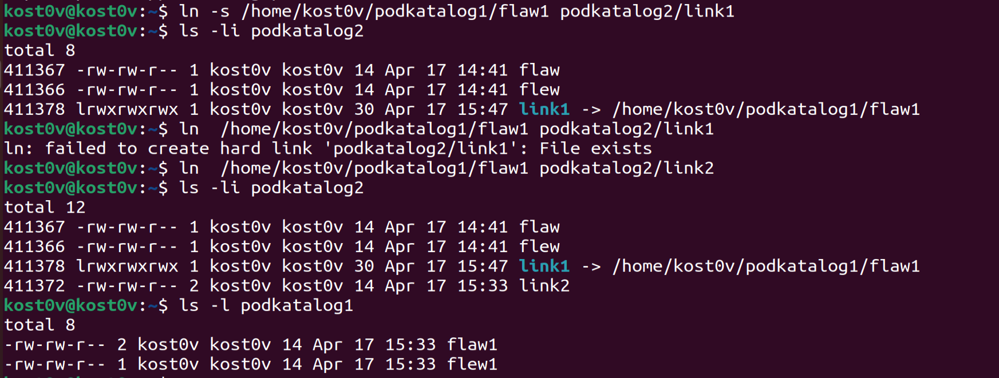 kost0v@kost0v:~$ ln -s /home/kost0v/podkatalog1/flaw1 podkatalog2/link1
kost0v@kost0v:~$ ls -li podkatalog2
total 8
411367 -rw-rw-r-- 1 kost0v kost0v 14 Apr 17 14:41 flaw
411366 -rw-rw-r-- 1 kost0v kost0v 14 Apr 17 14:41 flew
411378 lrwxrwxrwx 1 kost0v kost0v 30 Apr 17 15:47 link1 -> /home/kost0v/podkatalog1/flaw1
kost0v@kost0v:~$ ln  /home/kost0v/podkatalog1/flaw1 podkatalog2/link1
ln: failed to create hard link 'podkatalog2/link1': File exists
kost0v@kost0v:~$ ln  /home/kost0v/podkatalog1/flaw1 podkatalog2/link2
kost0v@kost0v:~$ ls -li podkatalog2
total 12
411367 -rw-rw-r-- 1 kost0v kost0v 14 Apr 17 14:41 flaw
411366 -rw-rw-r-- 1 kost0v kost0v 14 Apr 17 14:41 flew
411378 lrwxrwxrwx 1 kost0v kost0v 30 Apr 17 15:47 link1 -> /home/kost0v/podkatalog1/flaw1
411372 -rw-rw-r-- 2 kost0v kost0v 14 Apr 17 15:33 link2
kost0v@kost0v:~$ ls -l podkatalog1
total 8
-rw-rw-r-- 2 kost0v kost0v 14 Apr 17 15:33 flaw1
-rw-rw-r-- 1 kost0v kost0v 14 Apr 17 15:33 flew1